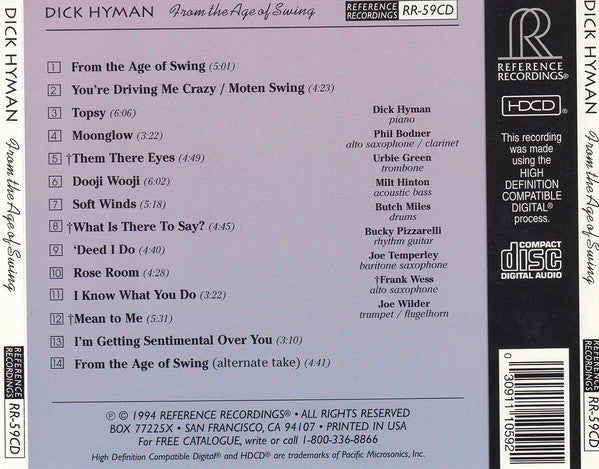 DICK HYMAN From the Age of Swing REFERENCE RECORDINGS RR-59CD
1 From the Age of Swing (5:01)
2 You're Driving Me Crazy / Moten Swing (4:23)
3 Topsy (6:06)
4 Moonglow (3:22)
5 †Them There Eyes (4:49)
6 Dooji Wooji (6:02)
7 Soft Winds (5:18)
8 †What Is There To Say? (4:45)
9 ‘Deed I Do (4:40)
10 Rose Room (4:28)
11 I Know What You Do (3:22)
12 †Mean to Me (5:31)
13 I'm Getting Sentimental Over You (3:10)
14 From the Age of Swing (alternate take) (4:41)
Dick Hyman
piano
Phil Bodner
alto saxophone / clarinet
Urbie Green
trombone
Milt Hinton
acoustic bass
Butch Miles
drums
Bucky Pizzarelli
rhythm guitar
Joe Temperley
baritone saxophone
†Frank Wess
alto saxophone
Joe Wilder
trumpet / flugelhorn
℗ © 1994 REFERENCE RECORDINGS® • ALL RIGHTS RESERVED
BOX 77225X • SAN FRANCISCO, CA 94107 • PRINTED IN USA
For FREE CATALOGUE, write or call 1-800-336-8866
High Definition Compatible Digital® and HDCD® are trademarks of Pacific Microsonics, Inc.
R
REFERENCE
RECORDINGS®
HDCD®
This recording
was made
using the
HIGH
DEFINITION
COMPATIBLE
DIGITAL®
process.
COMPACT
disc
DIGITAL AUDIO
0 30911 10592
DICK HYMAN From the Age of Swing REFERENCE RECORDINGS RR-59CD
DICK HYMAN From the Age of Swing REFERENCE RECORDINGS RR-59CD